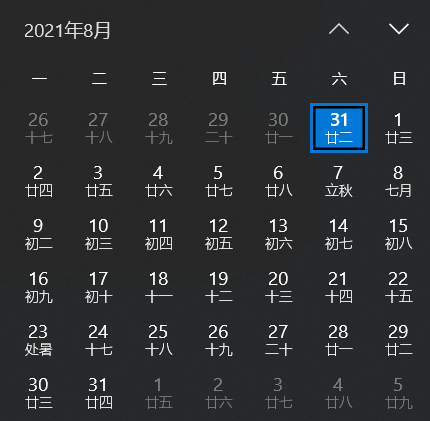 2021年8月
一 二 三 四 五 六 日
26 27 28 29 30 31 1
十七 十八 十九 二十 廿一 廿二 廿三
2 3 4 5 6 7 8
廿四 廿五 廿六 廿七 廿八 立秋 七月
9 10 11 12 13 14 15
初二 初三 初四 初五 初六 初七 初八
16 17 18 19 20 21 22
初九 初十 十一 十二 十三 十四 十五
23 24 25 26 27 28 29
处暑 十七 十八 十九 二十 廿一 廿二
30 31 1 2 3 4 5
廿三 廿四 廿五 廿六 廿七 廿八 廿九